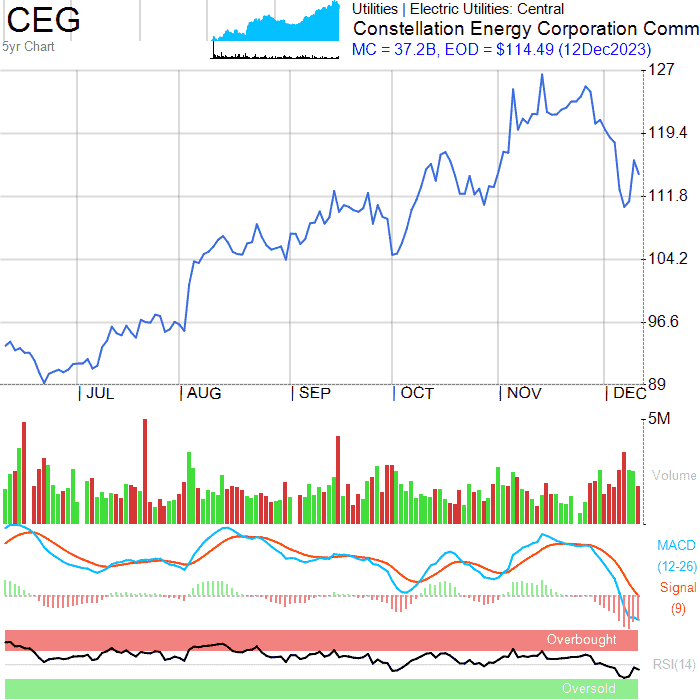 CEG
5yr Chart
Utilities | Electric Utilities: Central
Constellation Energy Corporation Comm
MC = 37.2B, EOD = $114.49 (12Dec2023)
127
119.4
111.8
104.2
96.6
89
JUL AUG SEP OCT NOV DEC
5M
Volume
MACD
(12-26)
Signal
(9)
Overbought
RSI(14)
Oversold